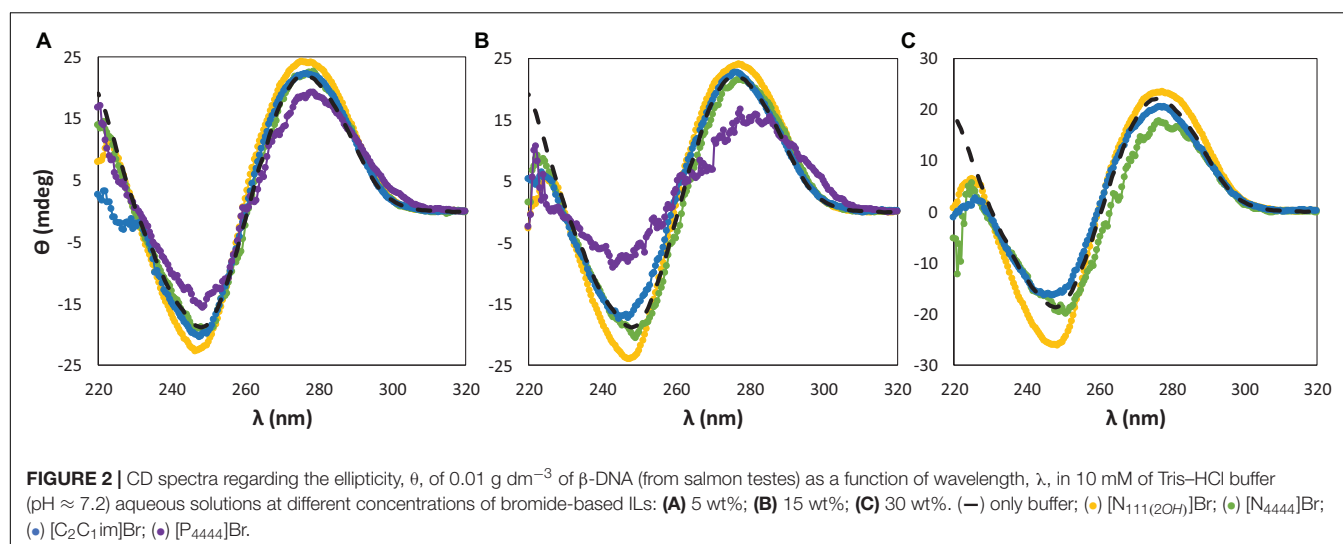 A
25
15
5
-5
-15
-25
θ (mdeg)
220 240 260 280 300 320
λ (nm)
B
25
15
5
-5
-15
-25
220 240 260 280 300 320
λ (nm)
C
30
20
10
0
-10
-20
-30
220 240 260 280 300 320
λ (nm)
FIGURE 2 | CD spectra regarding the ellipticity, θ, of 0.01 g dm⁻³ of β-DNA (from salmon testes) as a function of wavelength, λ, in 10 mM of Tris–HCl buffer
(pH ≈ 7.2) aqueous solutions at different concentrations of bromide-based ILs: (A) 5 wt%; (B) 15 wt%; (C) 30 wt%. (—) only buffer; (●) [N₁₁₁₍₂OH₎]Br; (●) [N₄₄₄₄]Br;
(●) [C₂C₁im]Br; (●) [P₄₄₄₄]Br.